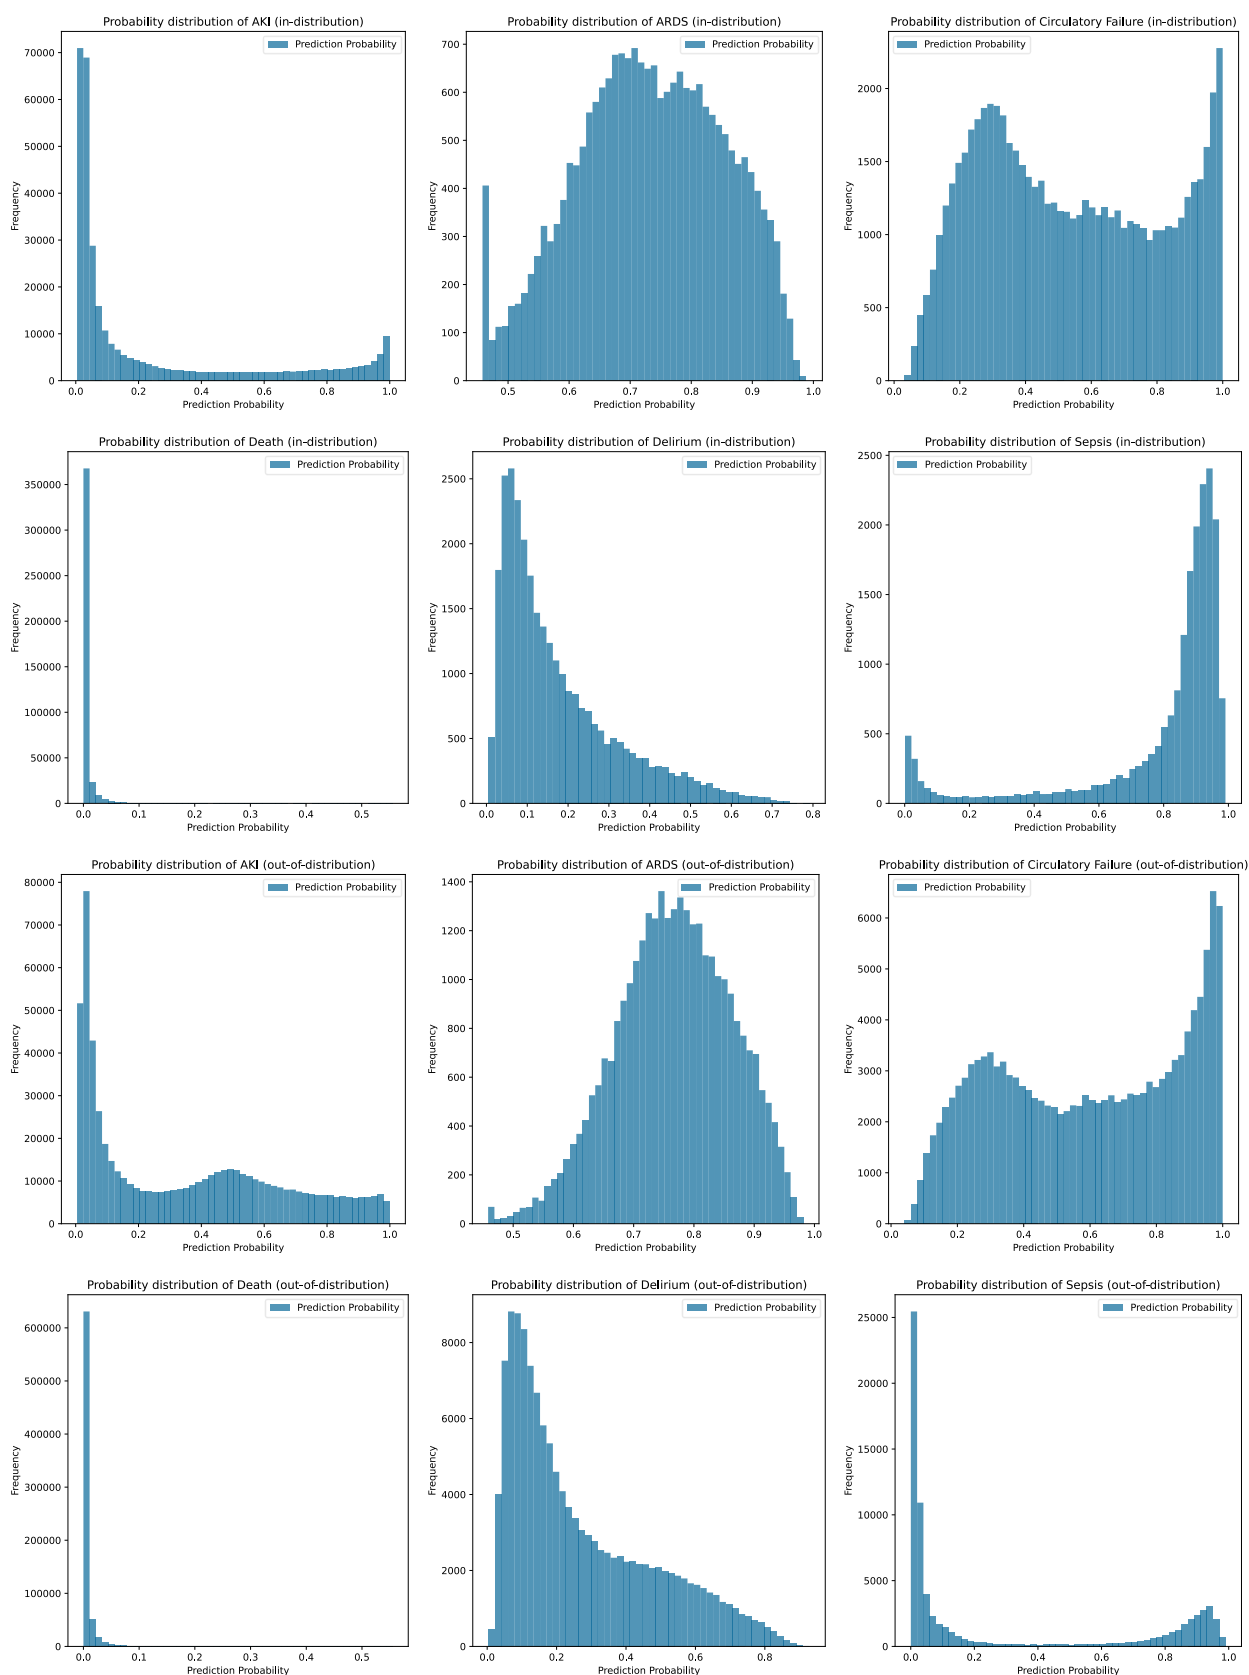 Probability distribution of AKI (in-distribution)
Prediction Probability
Frequency
70000
60000
50000
40000
30000
20000
10000
0
0.0 0.2 0.4 0.6 0.8 1.0
Prediction Probability
Probability distribution of ARDS (in-distribution)
Prediction Probability
Frequency
700
600
500
400
300
200
100
0
0.5 0.6 0.7 0.8 0.9 1.0
Prediction Probability
Probability distribution of Circulatory Failure (in-distribution)
Prediction Probability
Frequency
2000
1500
1000
500
0
0.0 0.2 0.4 0.6 0.8 1.0
Prediction Probability
Probability distribution of Death (in-distribution)
Prediction Probability
Frequency
350000
300000
250000
200000
150000
100000
50000
0
0.0 0.1 0.2 0.3 0.4 0.5
Prediction Probability
Probability distribution of Delirium (in-distribution)
Prediction Probability
Frequency
2500
2000
1500
1000
500
0
0.0 0.1 0.2 0.3 0.4 0.5 0.6 0.7 0.8
Prediction Probability
Probability distribution of Sepsis (in-distribution)
Prediction Probability
Frequency
2500
2000
1500
1000
500
0
0.0 0.2 0.4 0.6 0.8 1.0
Prediction Probability
Probability distribution of AKI (out-of-distribution)
Prediction Probability
Frequency
80000
70000
60000
50000
40000
30000
20000
10000
0
0.0 0.2 0.4 0.6 0.8 1.0
Prediction Probability
Probability distribution of ARDS (out-of-distribution)
Prediction Probability
Frequency
1400
1200
1000
800
600
400
200
0
0.5 0.6 0.7 0.8 0.9 1.0
Prediction Probability
Probability distribution of Circulatory Failure (out-of-distribution)
Prediction Probability
Frequency
6000
5000
4000
3000
2000
1000
0
0.0 0.2 0.4 0.6 0.8 1.0
Prediction Probability
Probability distribution of Death (out-of-distribution)
Prediction Probability
Frequency
600000
500000
400000
300000
200000
100000
0
0.0 0.1 0.2 0.3 0.4 0.5
Prediction Probability
Probability distribution of Delirium (out-of-distribution)
Prediction Probability
Frequency
8000
6000
4000
2000
0
0.0 0.2 0.4 0.6 0.8
Prediction Probability
Probability distribution of Sepsis (out-of-distribution)
Prediction Probability
Frequency
25000
20000
15000
10000
5000
0
0.0 0.2 0.4 0.6 0.8 1.0
Prediction Probability